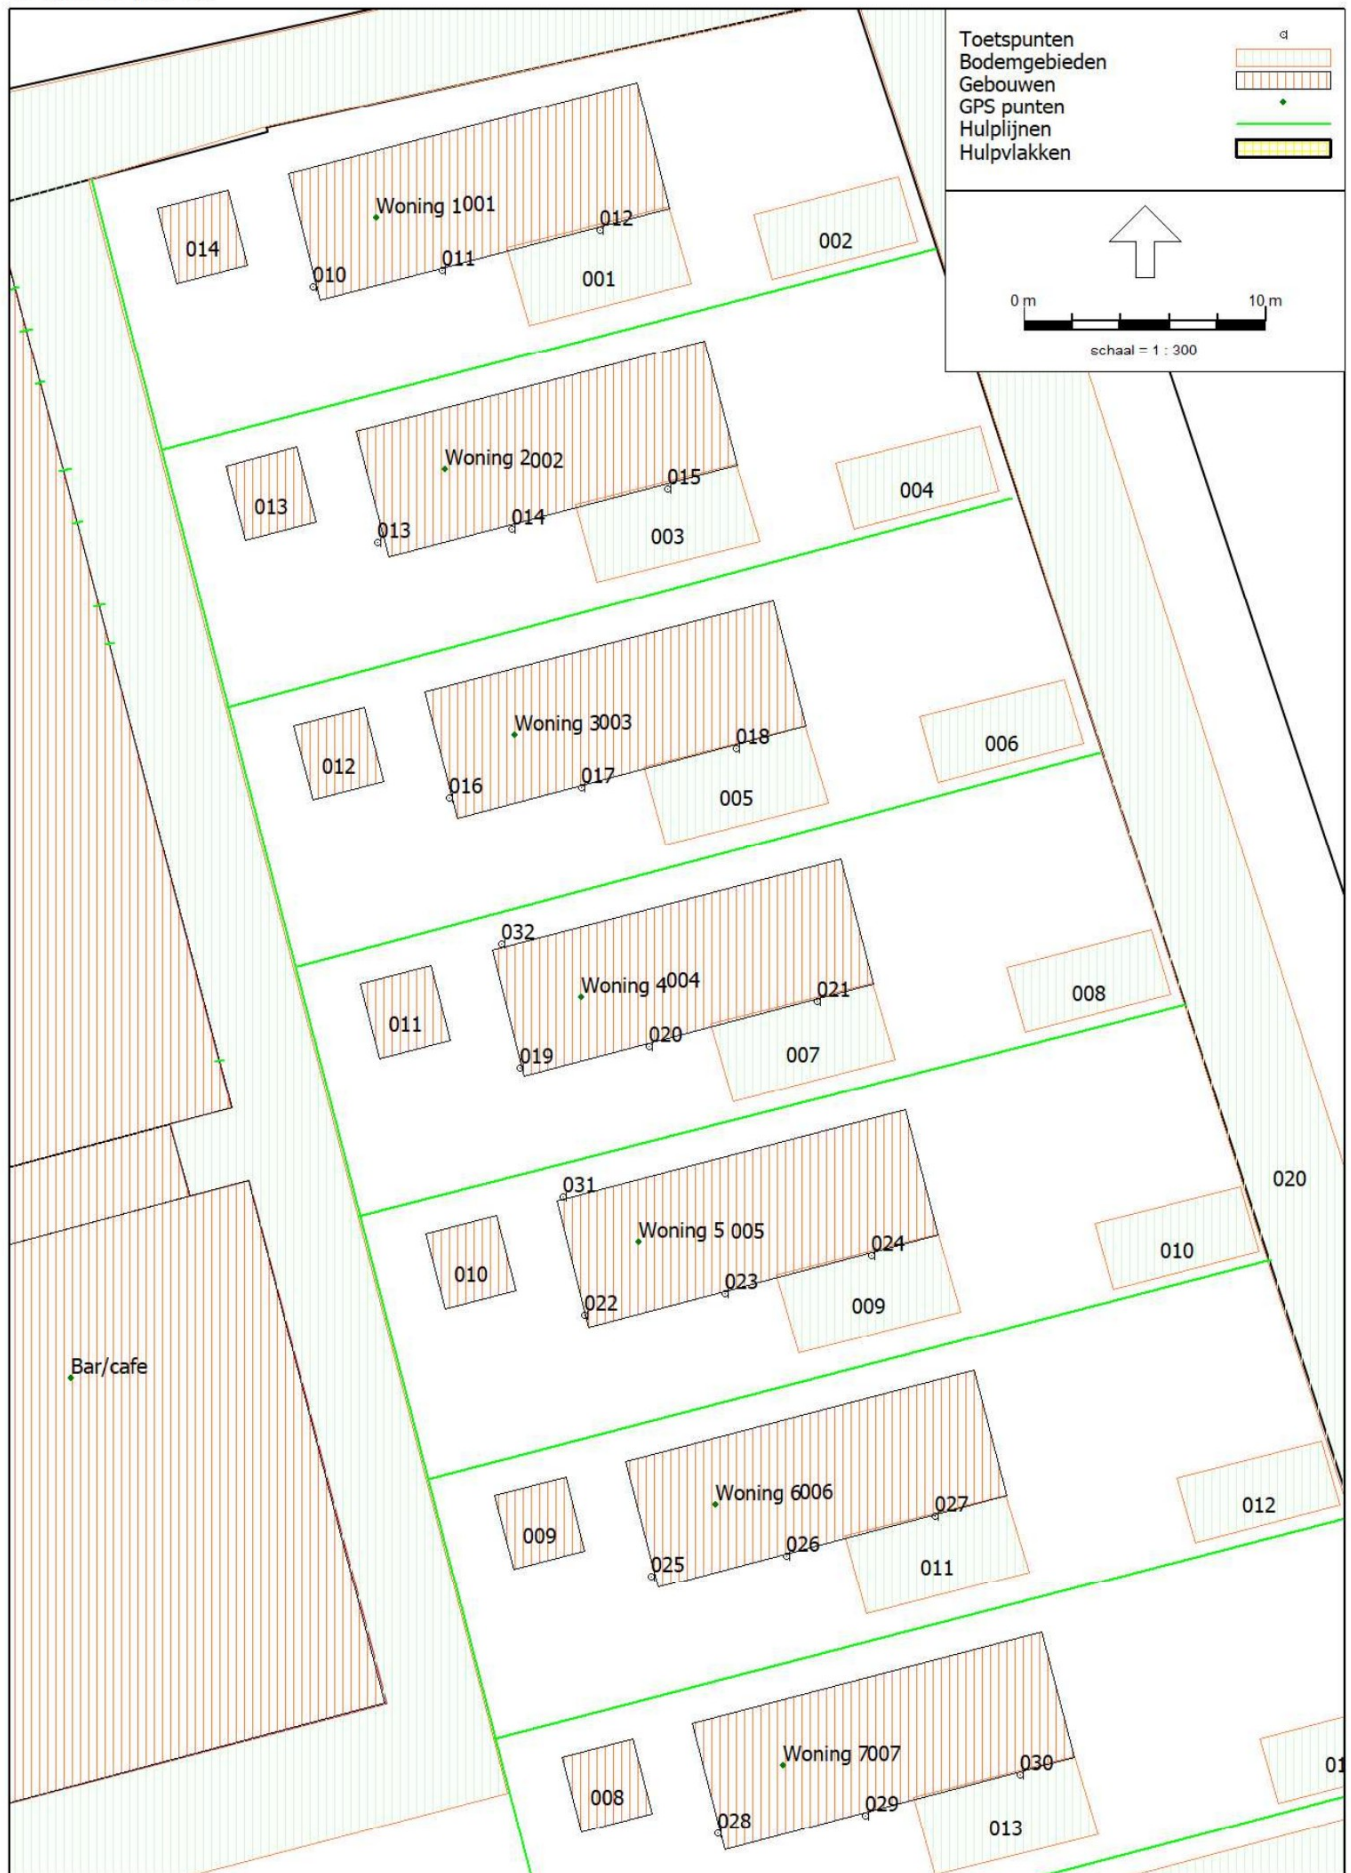 Toetspunten
Bodemgebieden
Gebouwen
GPS punten
Hulplijnen
Hulpvlakken
0 m 10 m
schaal = 1 : 300
Woning 1001
014
012
002
011
010
001
Woning 2002
015
004
013
014
013
003
Woning 3003
018
006
012
017
016
005
032
Woning 4004
021
008
011
020
019
007
031
020
Woning 5 005
024
010
010
023
022
009
Bar/cafe
Woning 6006
027
012
009
026
025
011
Woning 7007
030
01
008
029
028
013